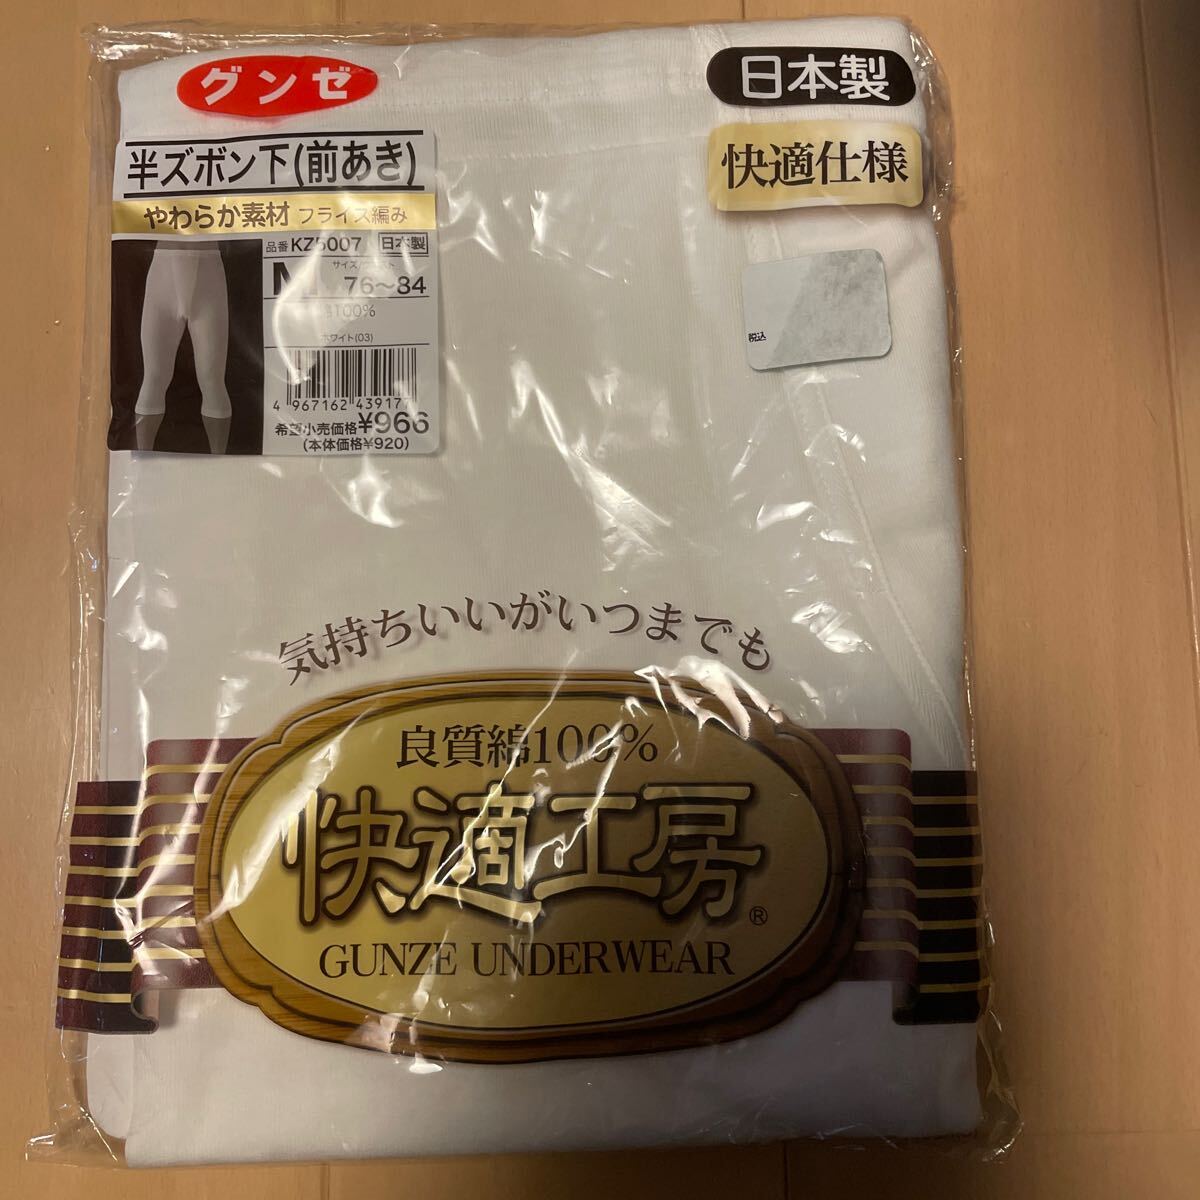 グンゼ
日本製
半ズボン下(前あき)
快適仕様
やわらか素材 フライス編み
品番 KZ5007 日本製
M 76〜84
100%
ホワイト(03)
税込
4 967162 43917
希望小売価格¥966
(本体価格¥920)
気持ちいいがいつまでも
良質綿100%
快適工房®
GUNZE UNDERWEAR